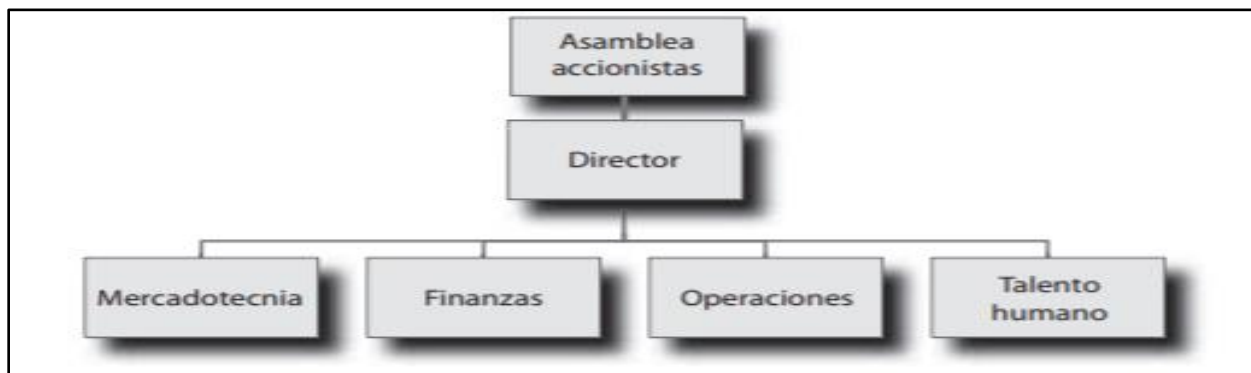 Asamblea
accionistas
Director
Mercadotecnia
Finanzas
Operaciones
Talento
humano